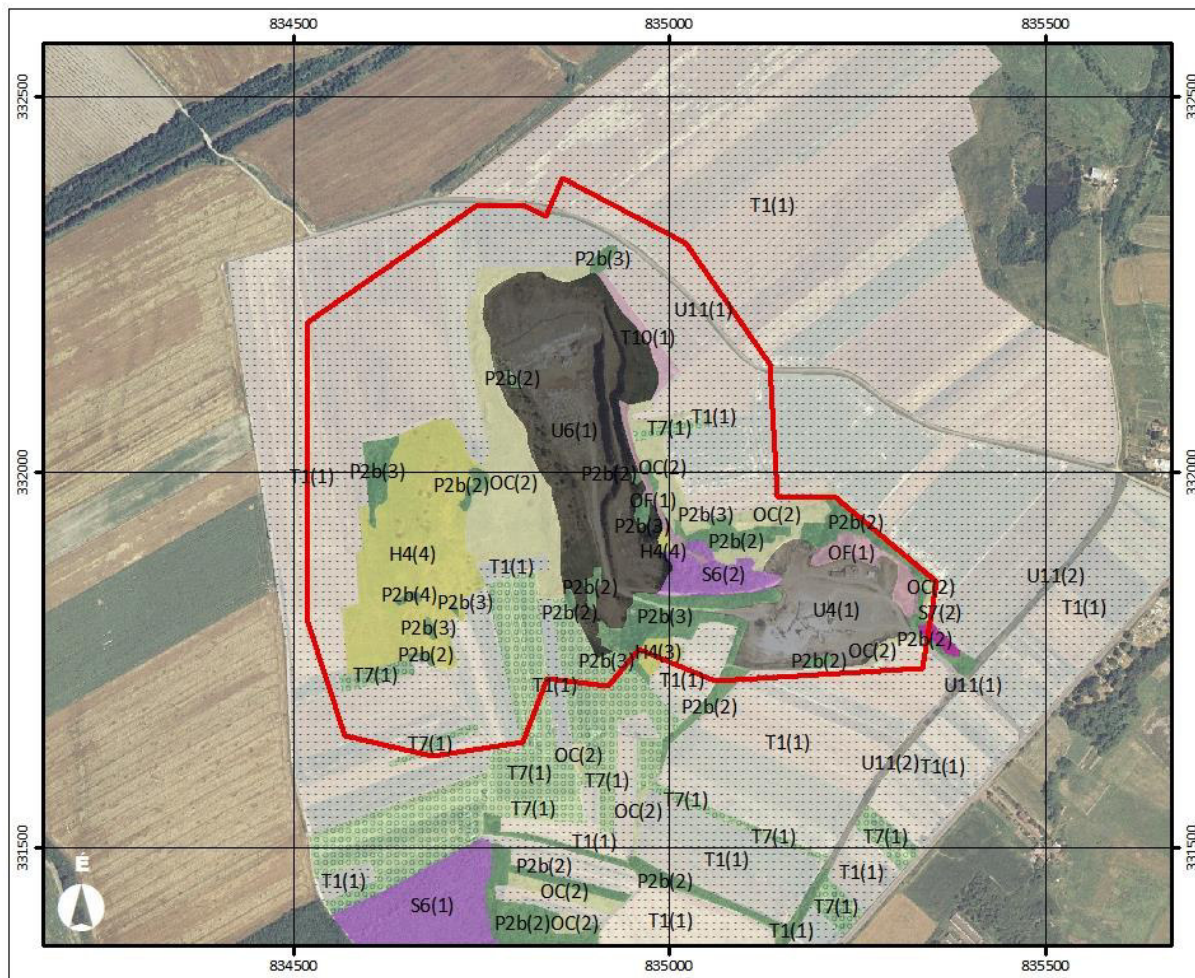 834500 835000 835500
332500 332500
T1(1)
P2b(3)
U11(1)
T10(1)
P2b(2)
T1(1)
T7(1)
U6(1)
P2b(3) OC(2)
332000 T1(1) P2b(2) 332000
P2b(2) OC(2)
OF(1)
P2b(3) OC(2)
P2b(3) P2b(2)
P2b(2)
H4(4) H4(4) OF(1)
T1(1) S6(2) U11(2)
P2b(4) P2b(2) OC(2)
P2b(3) T1(1)
P2b(2) P2b(3) U4(1) S7(2)
P2b(3)
P2b(2) P2b(2)
H4(3) OC(2)
P2b(3) P2b(2)
T7(1) T1(1) T1(1) U11(1)
P2b(2)
T7(1) T1(1)
OC(2)
U11(2) T1(1)
T7(1) T7(1)
T7(1)
T7(1) OC(2)
T1(1) T7(1) T7(1)
331500 331500
T1(1)
P2b(2) T1(1)
É T1(1) P2b(2)
OC(2)
S6(1) T7(1)
P2b(2) OC(2) T1(1)
T1(1)
834500 835000 835500